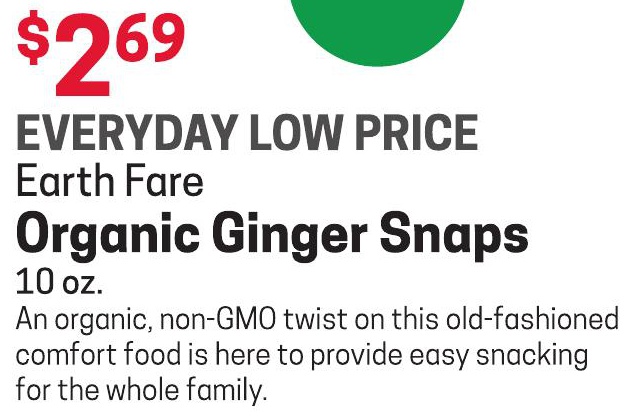 $2.69
EVERYDAY LOW PRICE
Earth Fare
Organic Ginger Snaps
10 oz.
An organic, non-GMO twist on this old-fashioned
comfort food is here to provide easy snacking
for the whole family.